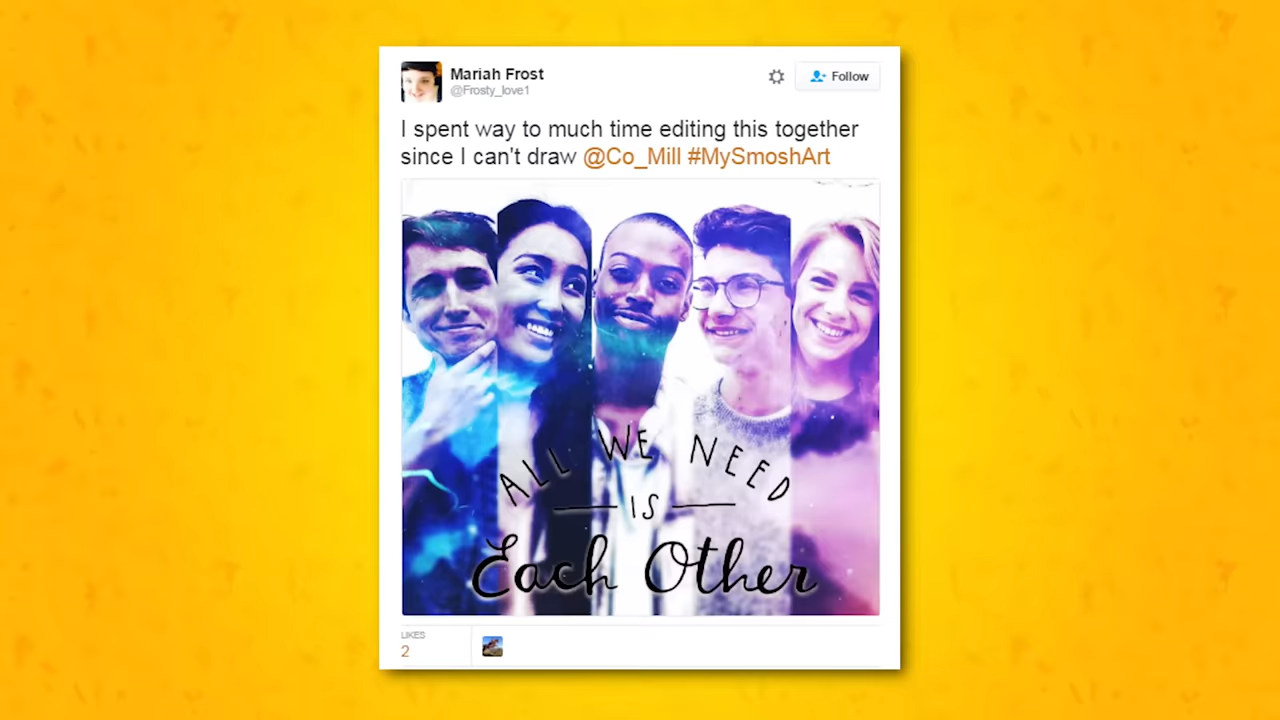 Mariah Frost
@Frosty_love1
Follow
I spent way to much time editing this together
since I can't draw @Co_Mill #MySmoshArt
ALL WE NEED
IS
Each Other
LIKES
2